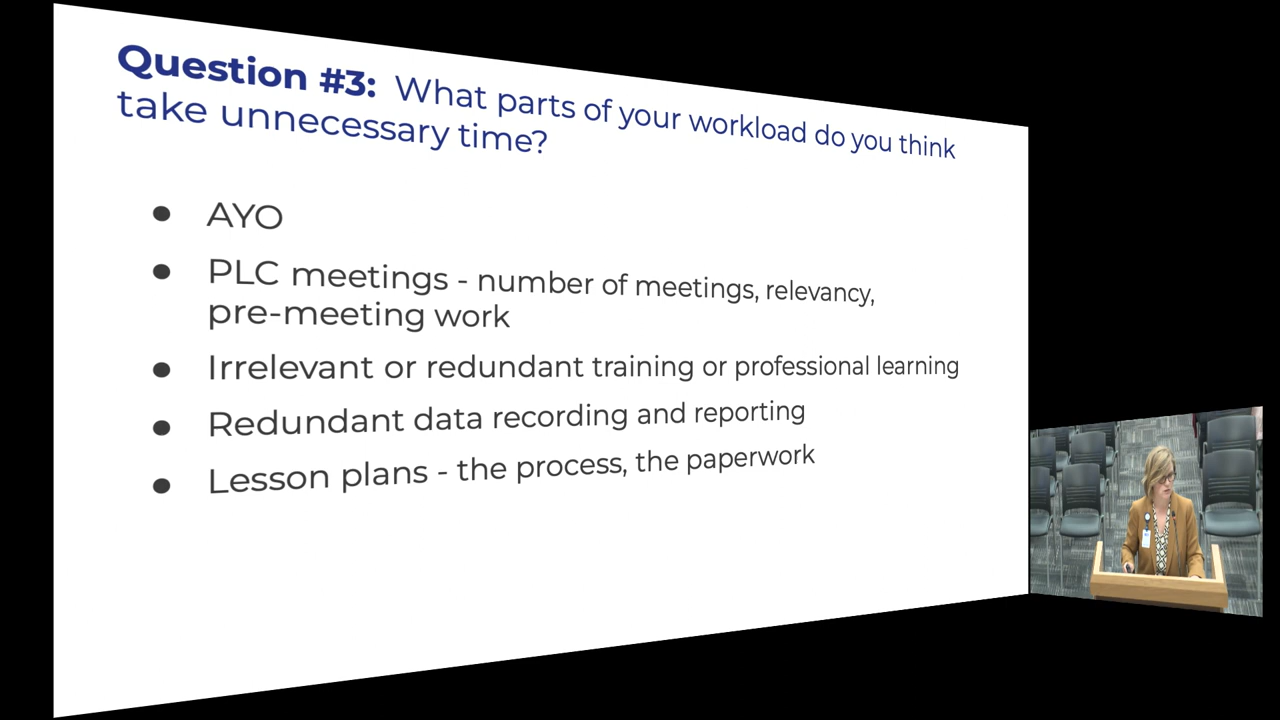 Question #3: What parts of your workload do you think
take unnecessary time?
● AYO
● PLC meetings - number of meetings, relevancy,
pre-meeting work
● Irrelevant or redundant training or professional learning
● Redundant data recording and reporting
● Lesson plans - the process, the paperwork